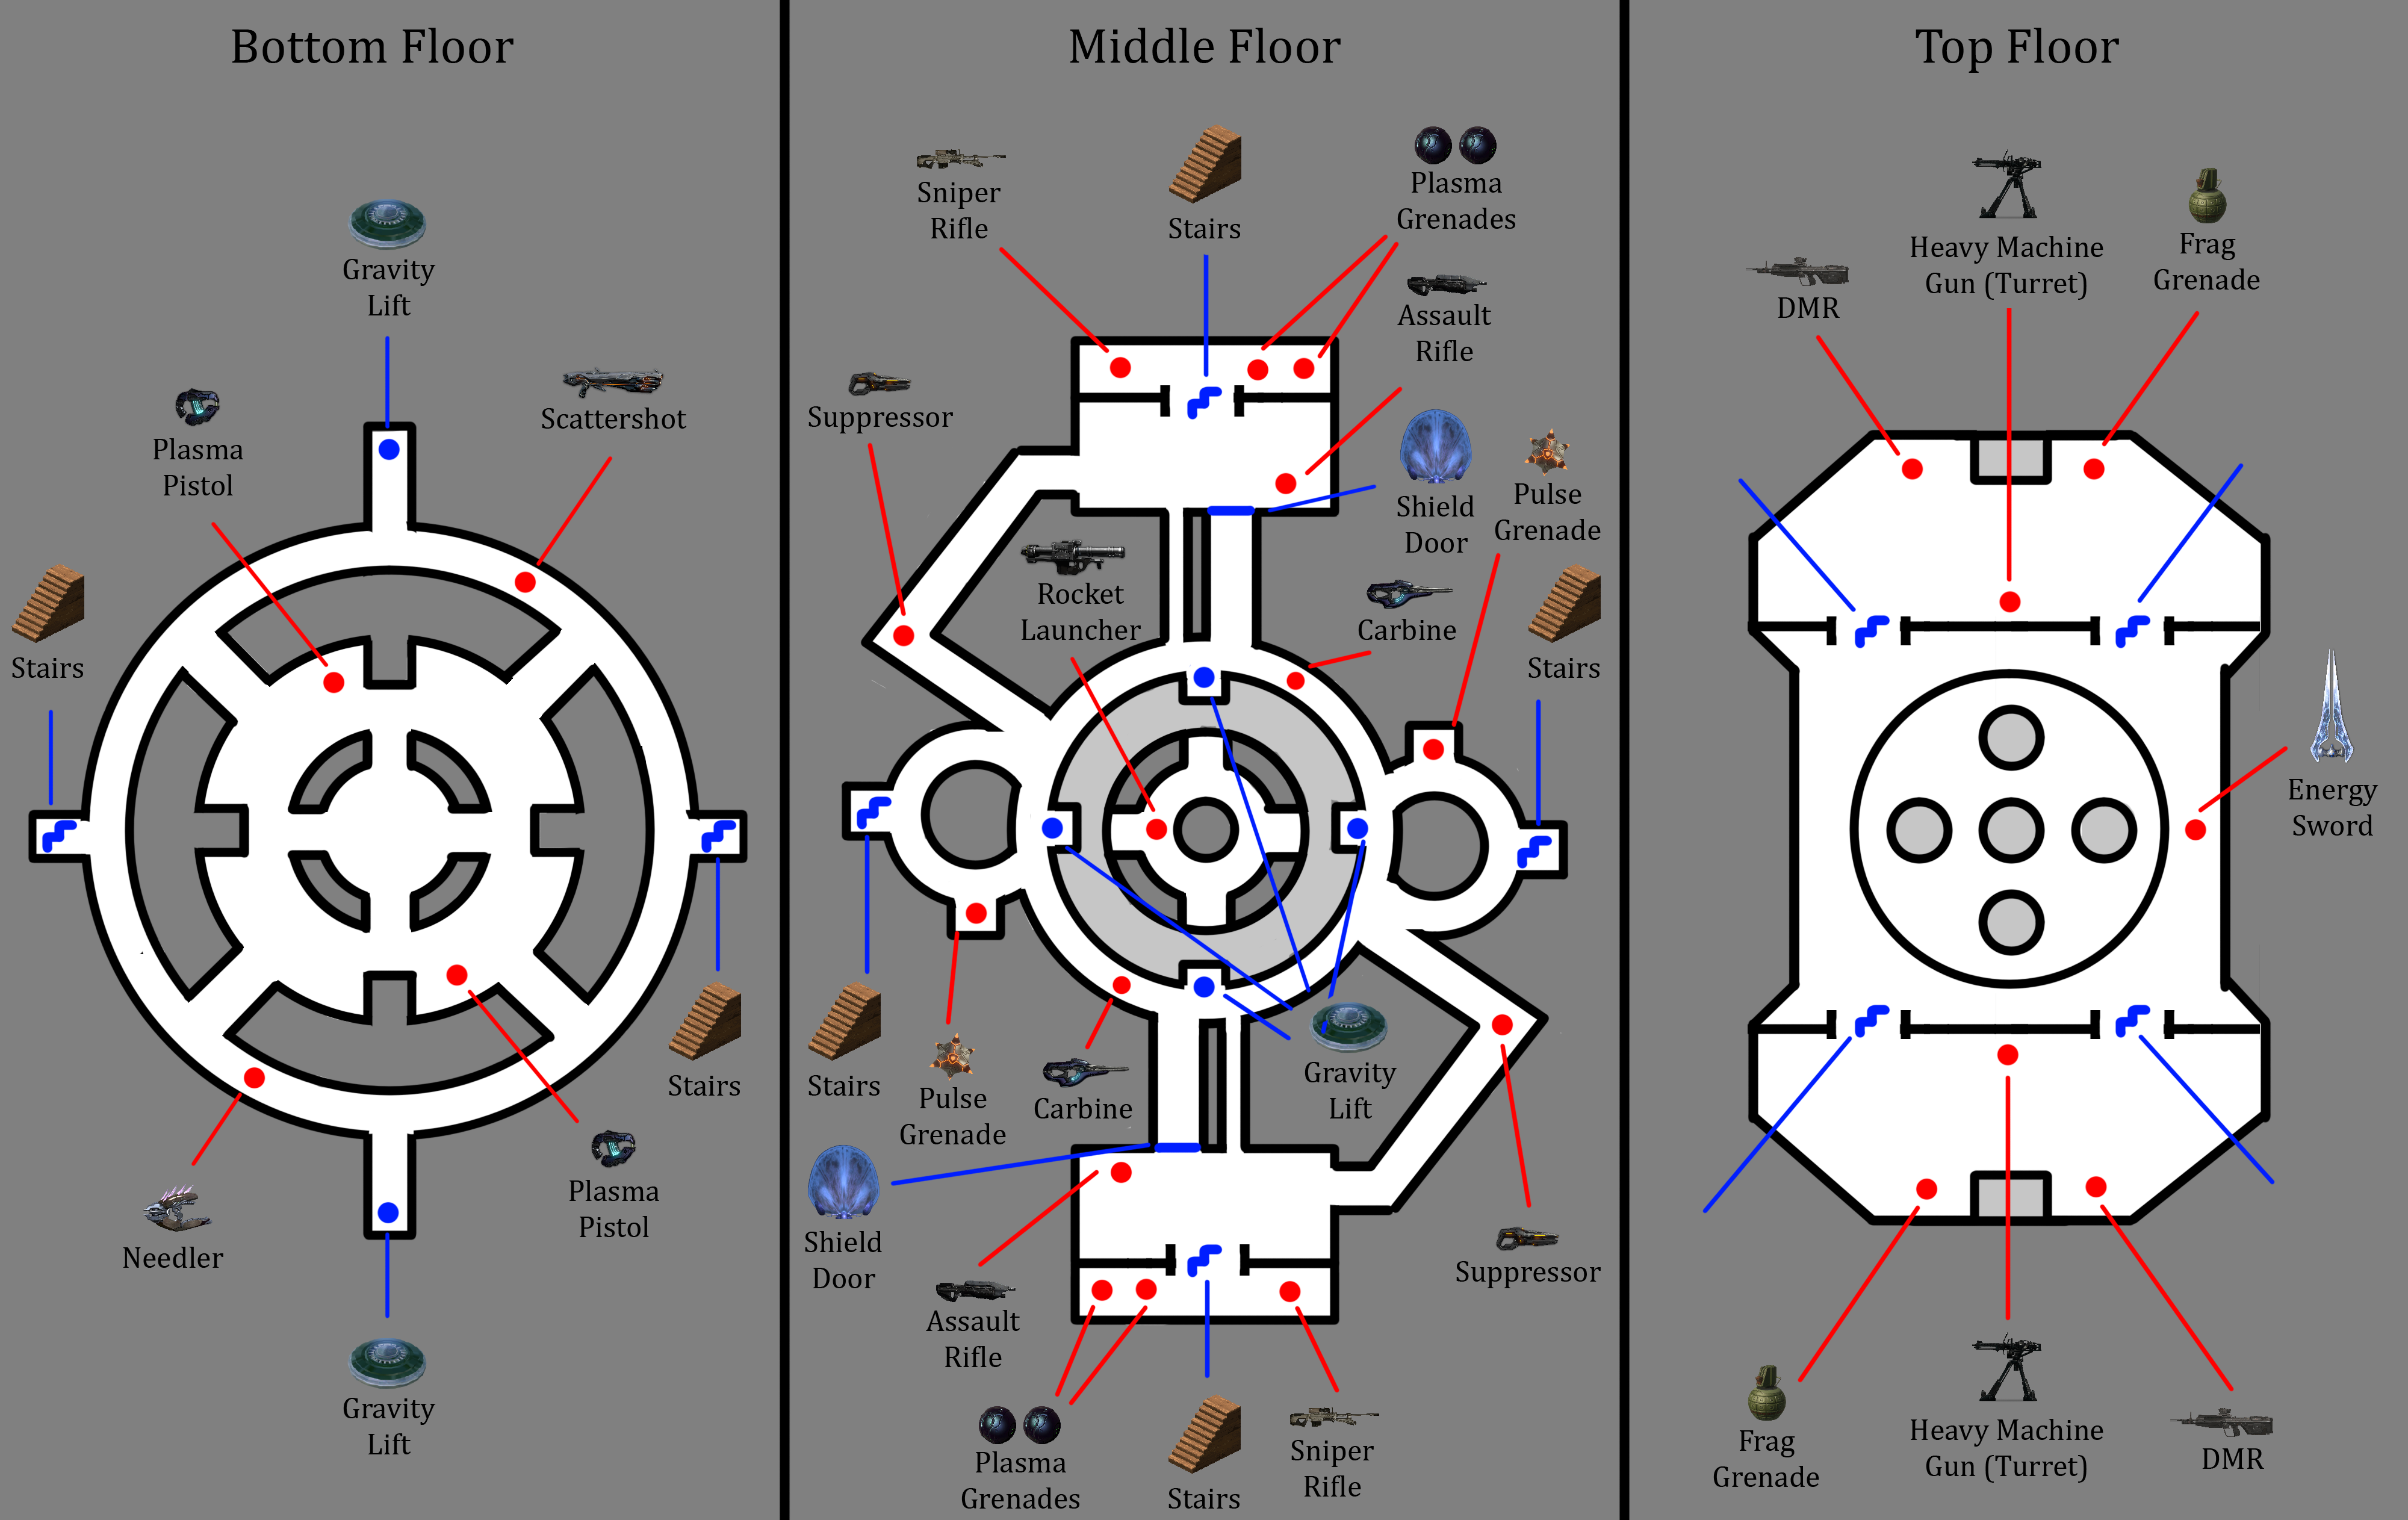 Bottom Floor
Gravity
Lift
Scattershot
Plasma
Pistol
Stairs
Stairs
Plasma
Pistol
Needler
Gravity
Lift
Middle Floor
Sniper
Rifle
Stairs
Plasma
Grenades
Assault
Rifle
Suppressor
Shield
Door
Pulse
Grenade
Rocket
Launcher
Carbine
Stairs
Stairs
Pulse
Grenade
Carbine
Gravity
Lift
Shield
Door
Suppressor
Assault
Rifle
Plasma
Grenades
Stairs
Sniper
Rifle
Top Floor
DMR
Heavy Machine
Gun (Turret)
Frag
Grenade
Energy
Sword
Frag
Grenade
Heavy Machine
Gun (Turret)
DMR